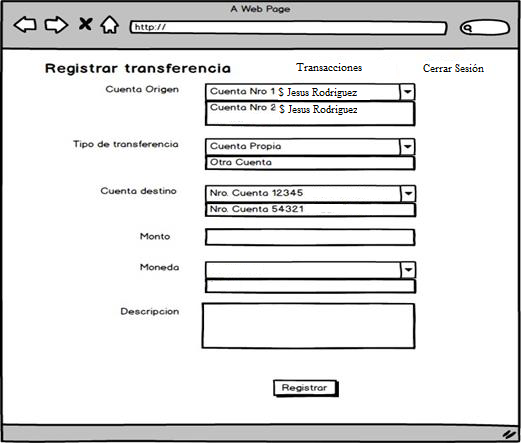 A Web Page
http://
Registrar transferencia
Transacciones
Cerrar Sesión
Cuenta Origen
Cuenta Nro 1 $ Jesus Rodriguez
Cuenta Nro 2 $ Jesus Rodriguez
Tipo de transferencia
Cuenta Propia
Otra Cuenta
Cuenta destino
Nro. Cuenta 12345
Nro. Cuenta 54321
Monto
Moneda
Descripcion
Registrar